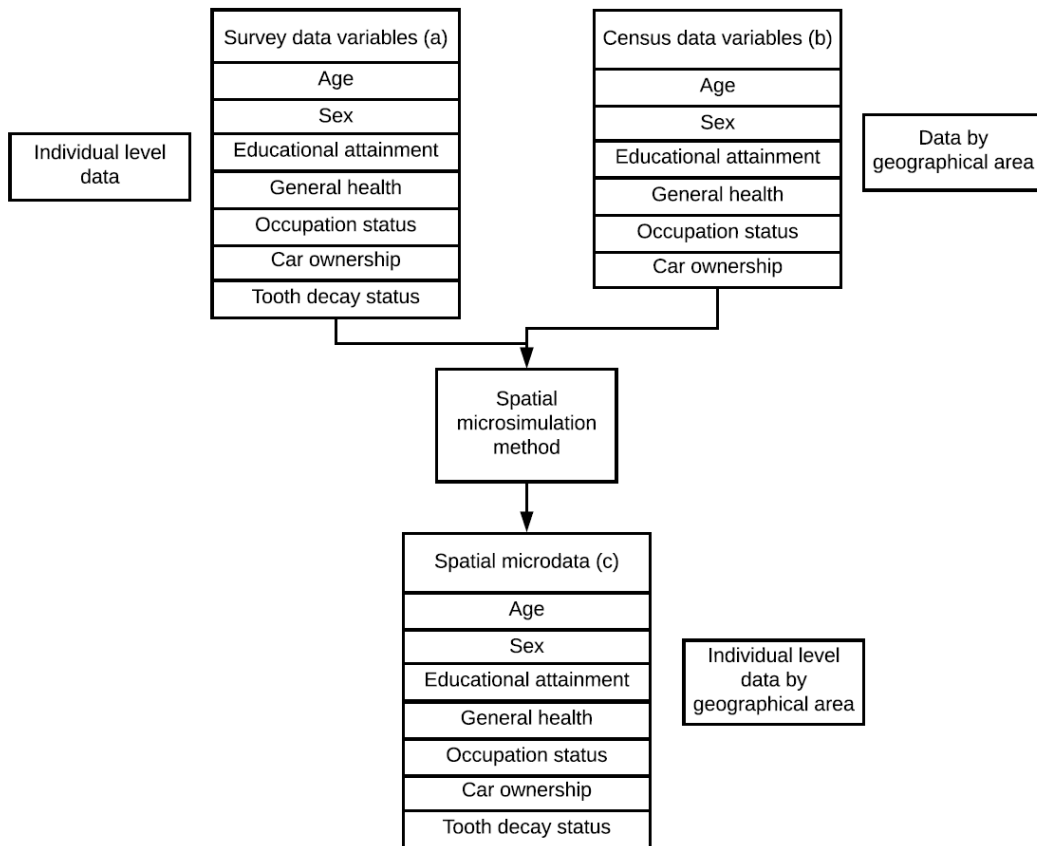 Survey data variables (a)
Age
Sex
Educational attainment
General health
Occupation status
Car ownership
Tooth decay status
Individual level
data
Census data variables (b)
Age
Sex
Educational attainment
General health
Occupation status
Car ownership
Data by
geographical area
Spatial
microsimulation
method
Spatial microdata (c)
Age
Sex
Educational attainment
General health
Occupation status
Car ownership
Tooth decay status
Individual level
data by
geographical area